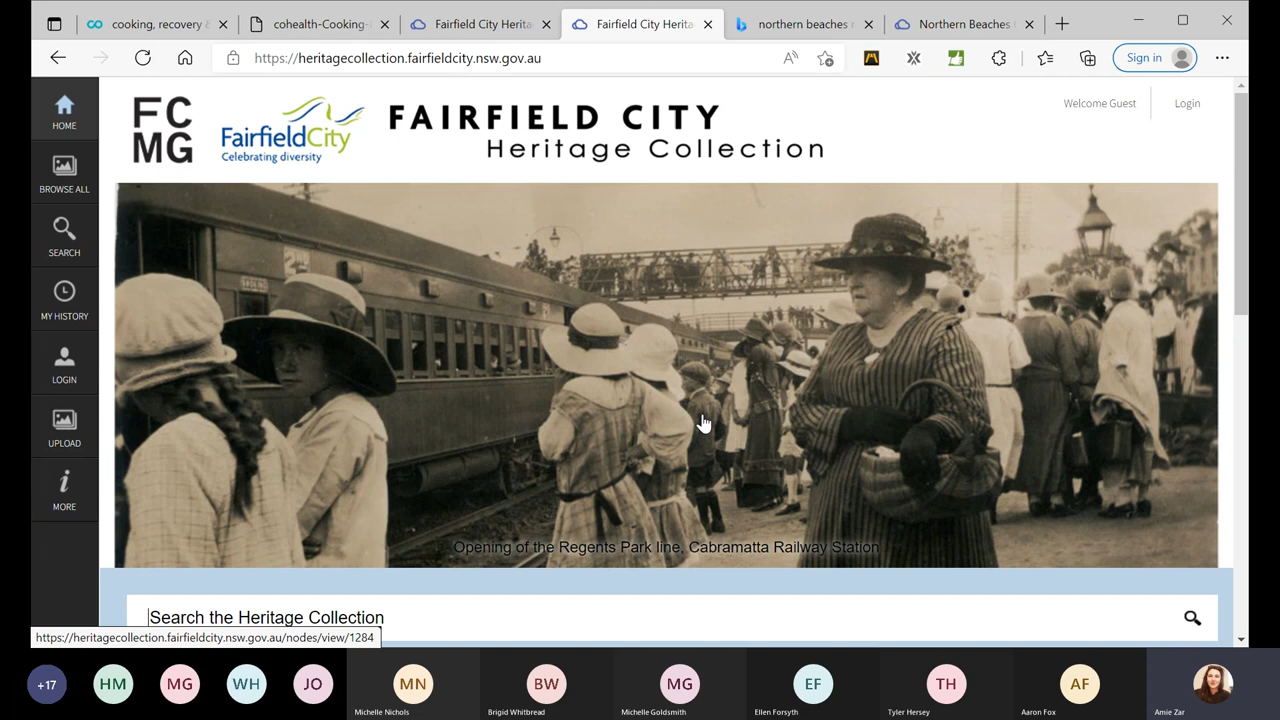 cooking, recovery &
cohealth-Cooking-
Fairfield City Herita
Fairfield City Herita
northern beaches
Northern Beaches
https://heritagecollection.fairfieldcity.nsw.gov.au
Sign in
HOME
BROWSE ALL
SEARCH
MY HISTORY
LOGIN
UPLOAD
MORE
FC
MG
FairfieldCity
Celebrating diversity
FAIRFIELD CITY
Heritage Collection
Welcome Guest
Login
Opening of the Regents Park line, Cabramatta Railway Station
Search the Heritage Collection
https://heritagecollection.fairfieldcity.nsw.gov.au/nodes/view/1284
+17
HM
MG
WH
JO
MN
Michelle Nichols
BW
Brigid Whitbread
MG
Michelle Goldsmith
EF
Ellen Forsyth
TH
Tyler Hersey
AF
Aaron Fox
Amie Zar